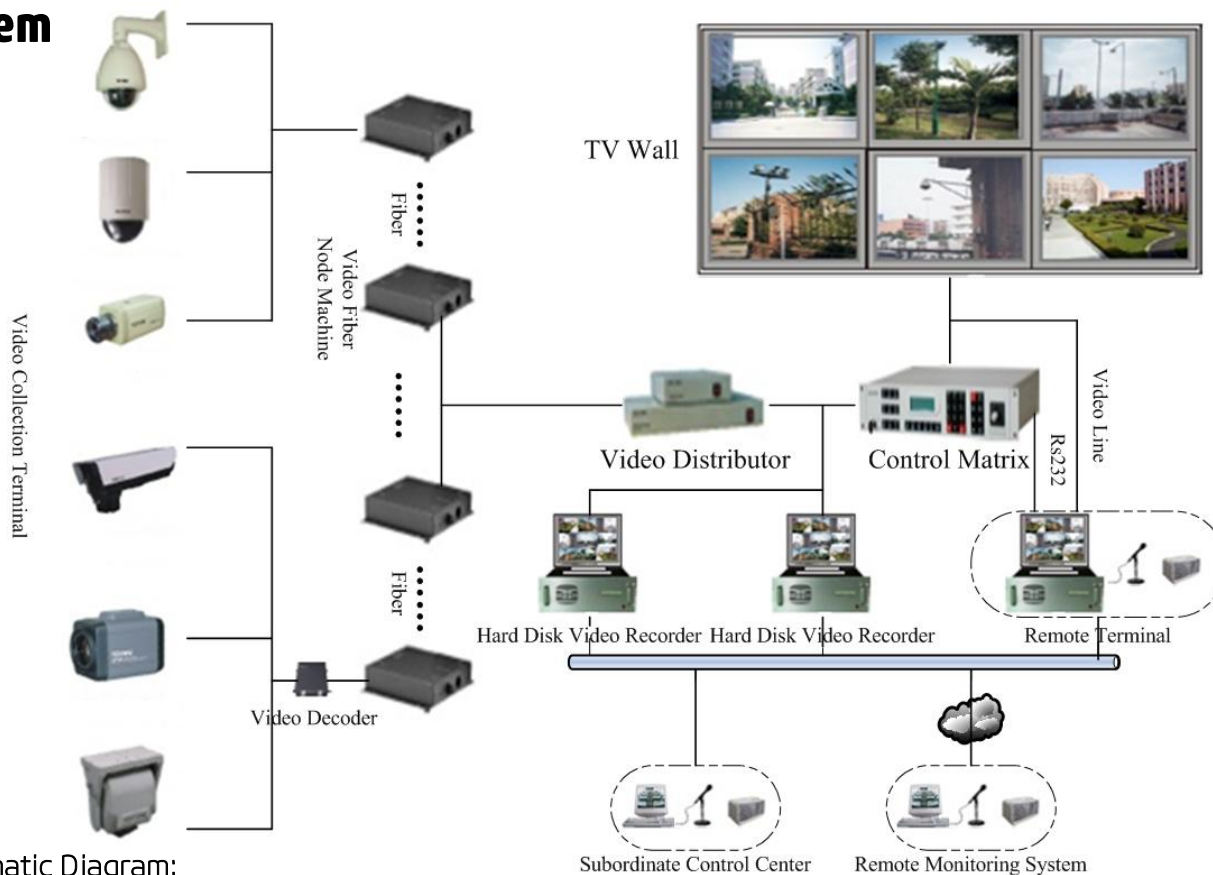 em
TV Wall
Fiber
Video Fiber
Node Machine
Video Collection Terminal
Video Line
Rs232
Video Distributor
Control Matrix
Fiber
Hard Disk Video Recorder
Hard Disk Video Recorder
Remote Terminal
Video Decoder
Subordinate Control Center
Remote Monitoring System
matic Diagram: